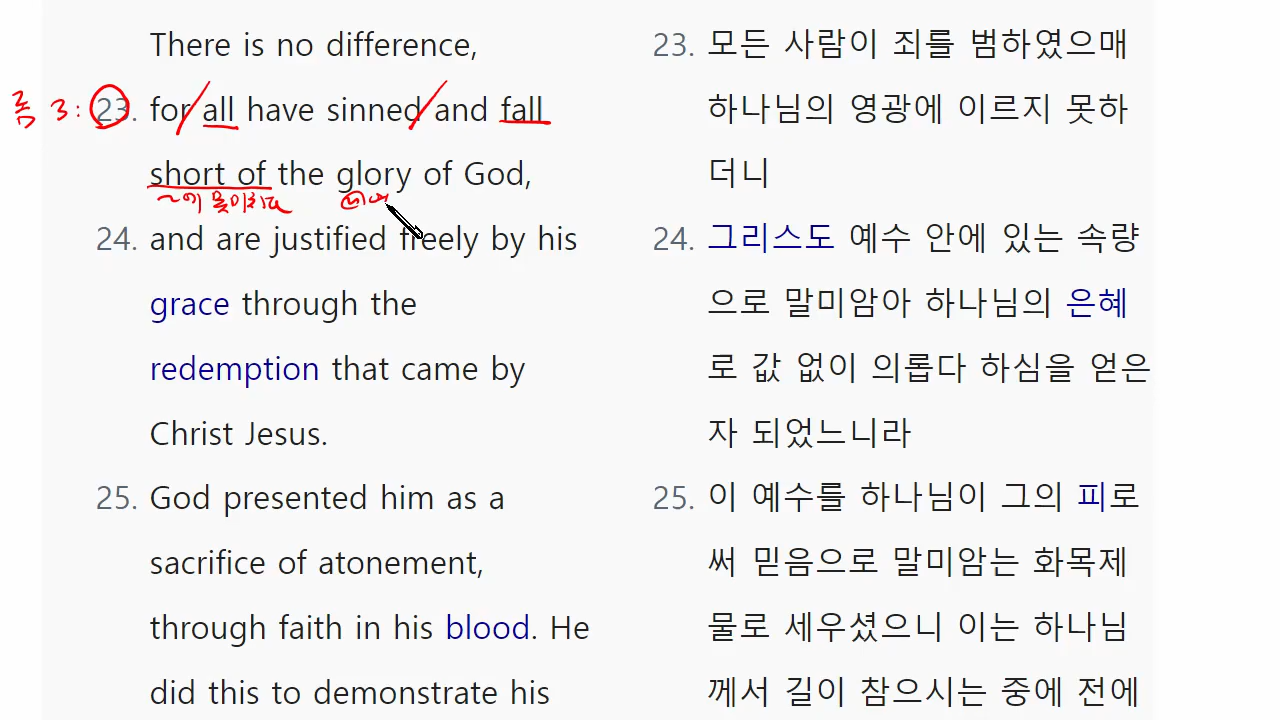 There is no difference,
롬 3: 23. for all have sinned and fall
short of the glory of God,
~에 못미치다
24. and are justified freely by his
grace through the
redemption that came by
Christ Jesus.
25. God presented him as a
sacrifice of atonement,
through faith in his blood. He
did this to demonstrate his
23. 모든 사람이 죄를 범하였으매
하나님의 영광에 이르지 못하
더니
24. 그리스도 예수 안에 있는 속량
으로 말미암아 하나님의 은혜
로 값 없이 의롭다 하심을 얻은
자 되었느니라
25. 이 예수를 하나님이 그의 피로
써 믿음으로 말미암는 화목제
물로 세우셨으니 이는 하나님
께서 길이 참으시는 중에 전에